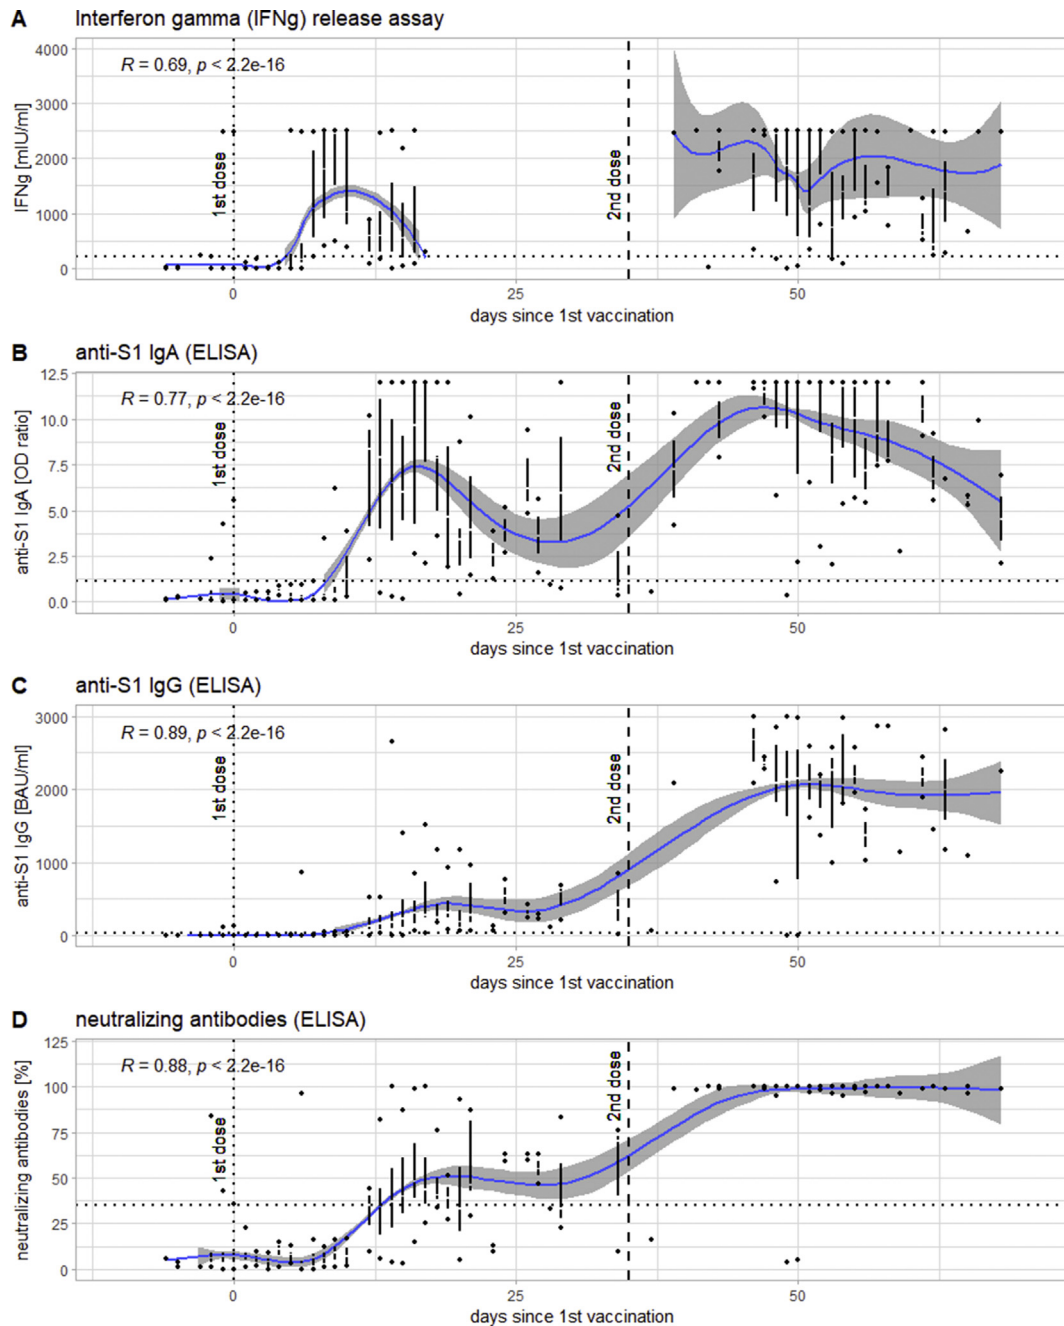 A Interferon gamma (IFNg) release assay
IFNg [mIU/ml]
4000
3000
2000
1000
0
R = 0.69, p < 2.2e-16
1st dose
2nd dose
0 25 50
days since 1st vaccination
B anti-S1 IgA (ELISA)
anti-S1 IgA [OD ratio]
12.5
10.0
7.5
5.0
2.5
0.0
R = 0.77, p < 2.2e-16
1st dose
2nd dose
0 25 50
days since 1st vaccination
C anti-S1 IgG (ELISA)
anti-S1 IgG [BAU/ml]
3000
2000
1000
0
R = 0.89, p < 2.2e-16
1st dose
2nd dose
0 25 50
days since 1st vaccination
D neutralizing antibodies (ELISA)
neutralizing antibodies [%]
125
100
75
50
25
0
R = 0.88, p < 2.2e-16
1st dose
2nd dose
0 25 50
days since 1st vaccination